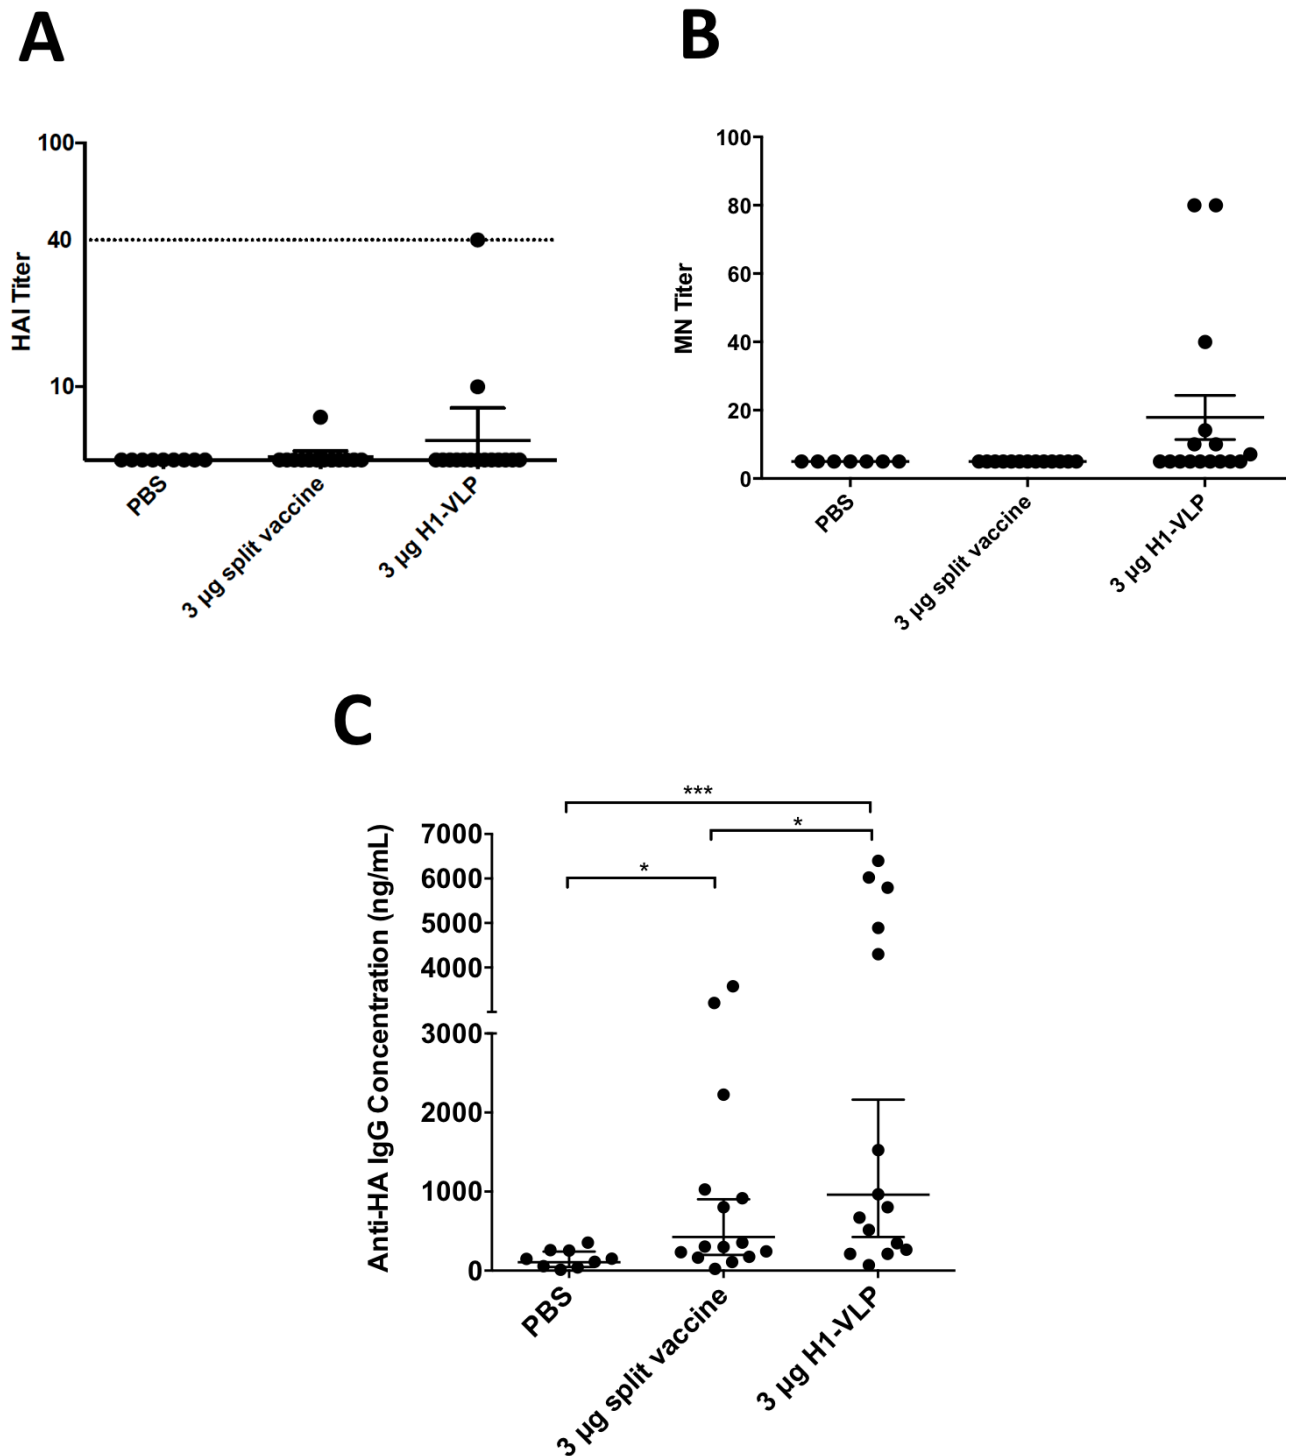 A
B
100
40
10
HAI Titer
PBS
3 µg split vaccine
3 µg H1-VLP
100
80
60
40
20
0
MN Titer
PBS
3 µg split vaccine
3 µg H1-VLP
C
***
*
*
7000
6000
5000
4000
3000
2000
1000
0
Anti-HA IgG Concentration (ng/mL)
PBS
3 µg split vaccine
3 µg H1-VLP